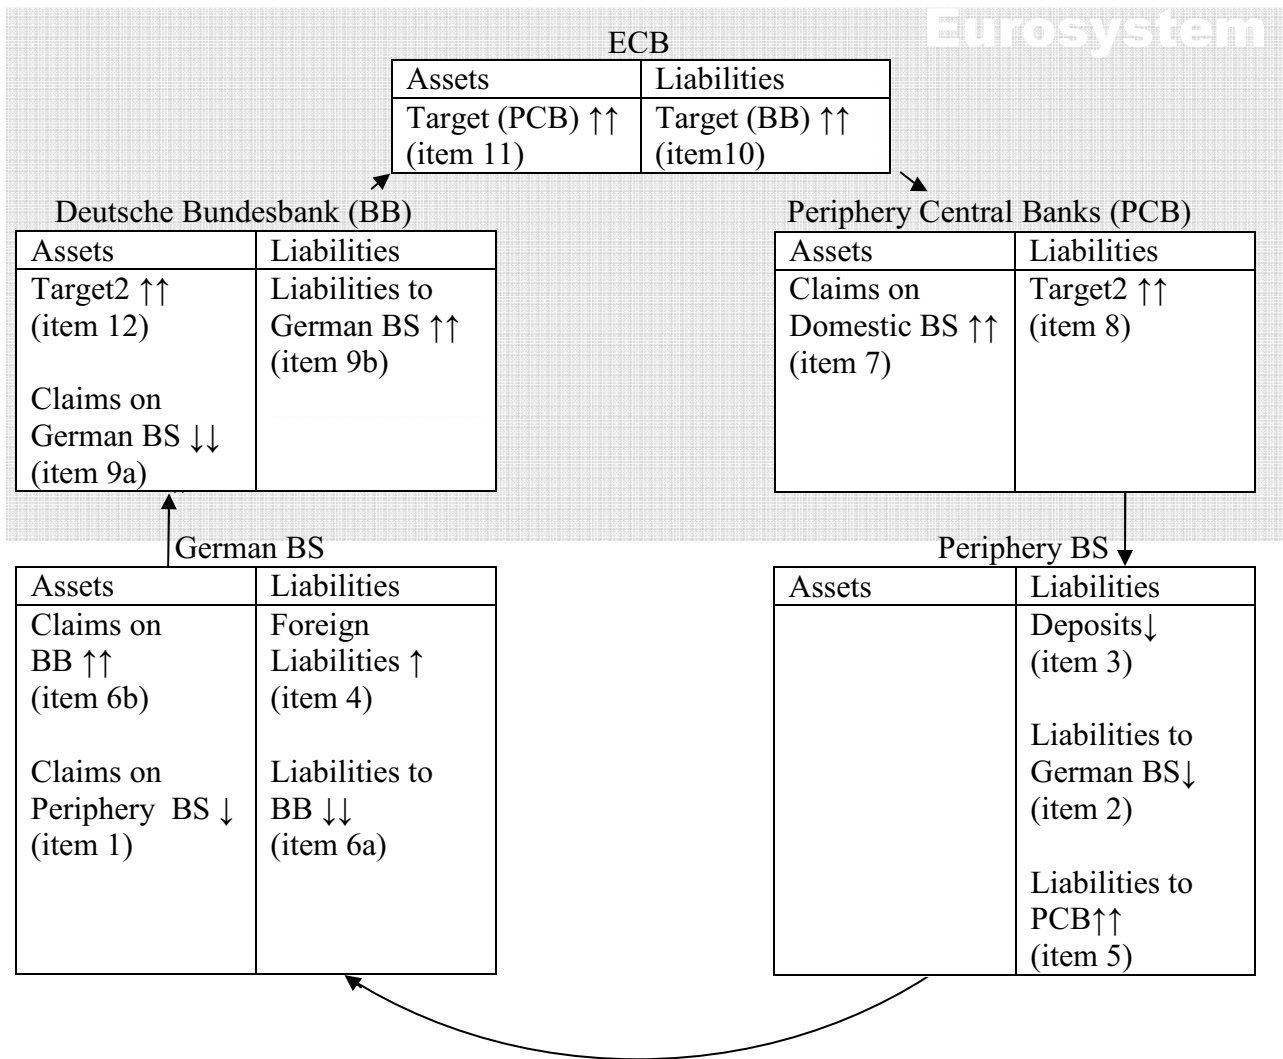 Eurosystem
ECB
Assets
Liabilities
Target (PCB) ↑↑
(item 11)
Target (BB) ↑↑
(item10)
Deutsche Bundesbank (BB)
Assets
Liabilities
Target2 ↑↑
(item 12)
Claims on
German BS ↓↓
(item 9a)
Liabilities to
German BS ↑↑
(item 9b)
Periphery Central Banks (PCB)
Assets
Liabilities
Claims on
Domestic BS ↑↑
(item 7)
Target2 ↑↑
(item 8)
German BS
Assets
Liabilities
Claims on
BB ↑↑
(item 6b)
Claims on
Periphery BS ↓
(item 1)
Foreign
Liabilities ↑
(item 4)
Liabilities to
BB ↓↓
(item 6a)
Periphery BS
Assets
Liabilities
Deposits↓
(item 3)
Liabilities to
German BS↓
(item 2)
Liabilities to
PCB↑↑
(item 5)